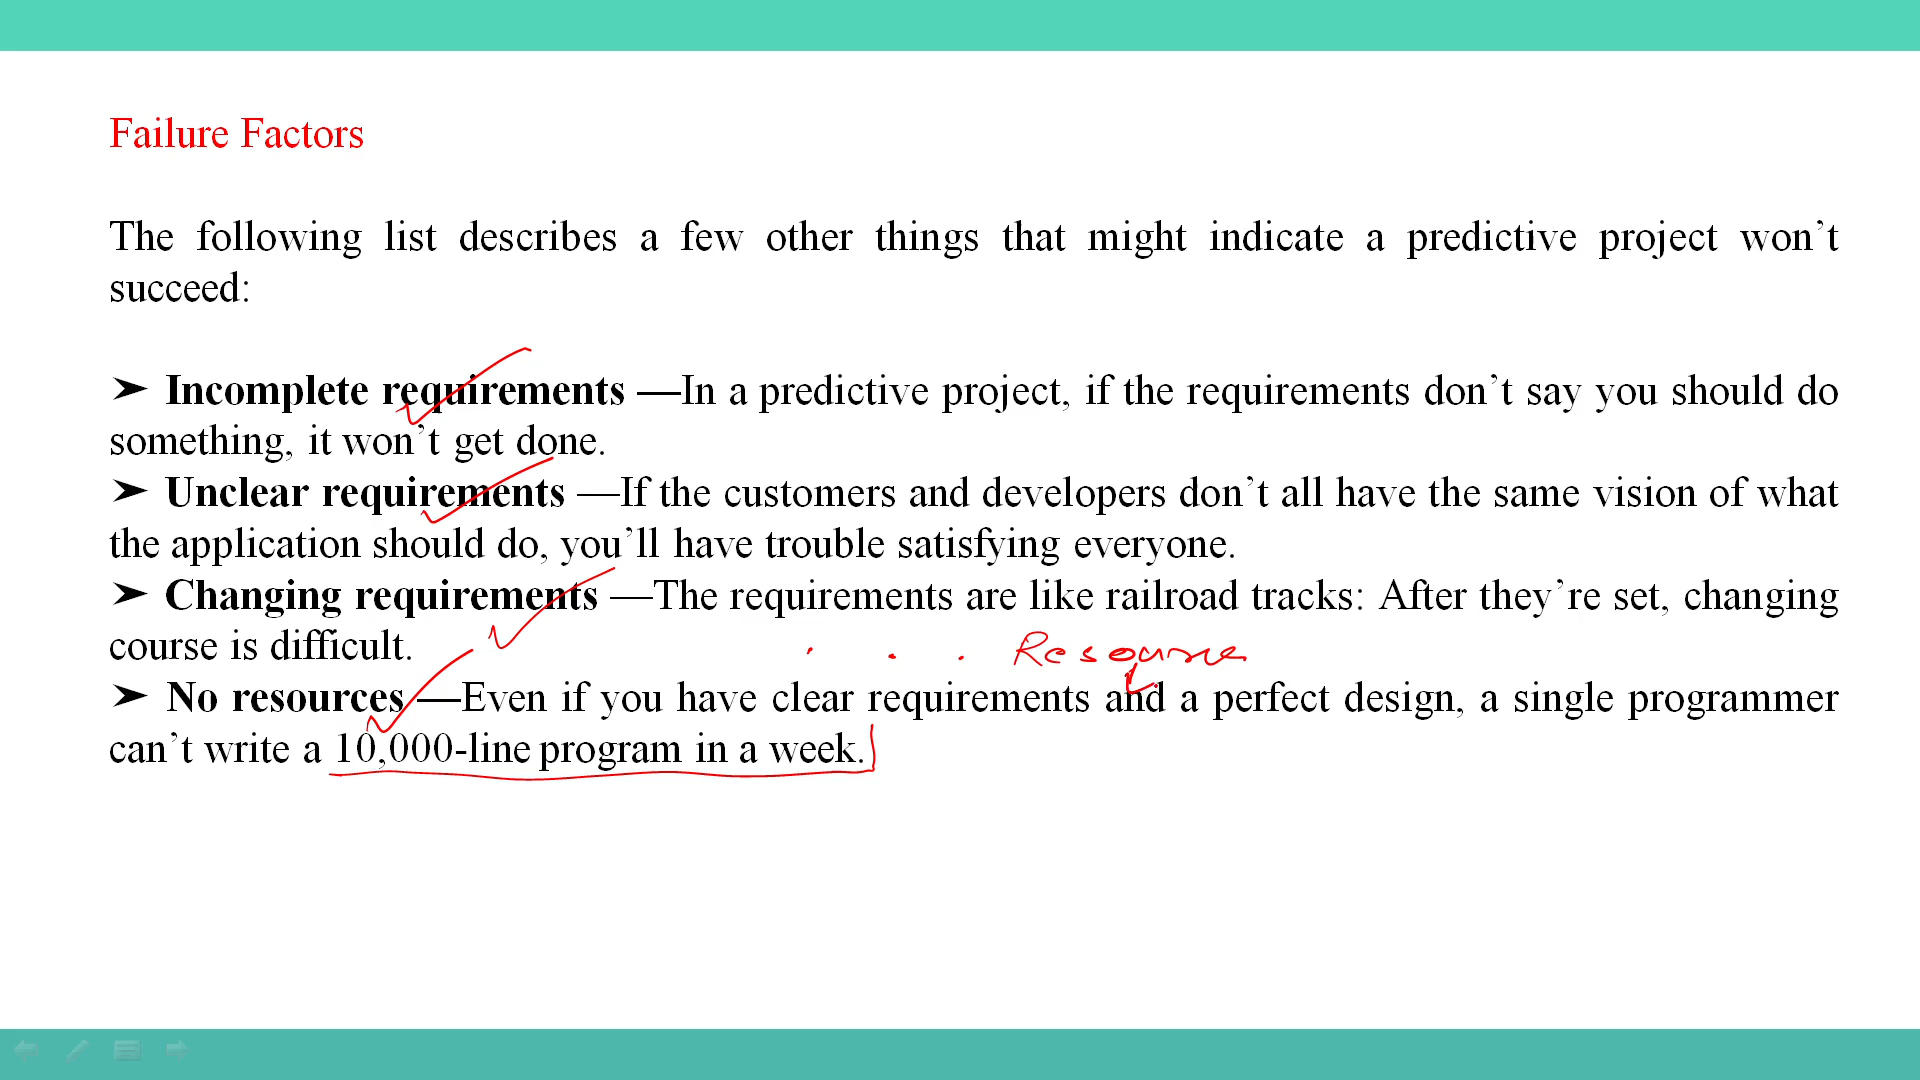 Failure Factors
The following list describes a few other things that might indicate a predictive project won’t
succeed:
➤ Incomplete requirements —In a predictive project, if the requirements don’t say you should do
something, it won’t get done.
➤ Unclear requirements —If the customers and developers don’t all have the same vision of what
the application should do, you’ll have trouble satisfying everyone.
➤ Changing requirements —The requirements are like railroad tracks: After they’re set, changing
course is difficult.
➤ No resources —Even if you have clear requirements and a perfect design, a single programmer
can’t write a 10,000-line program in a week.